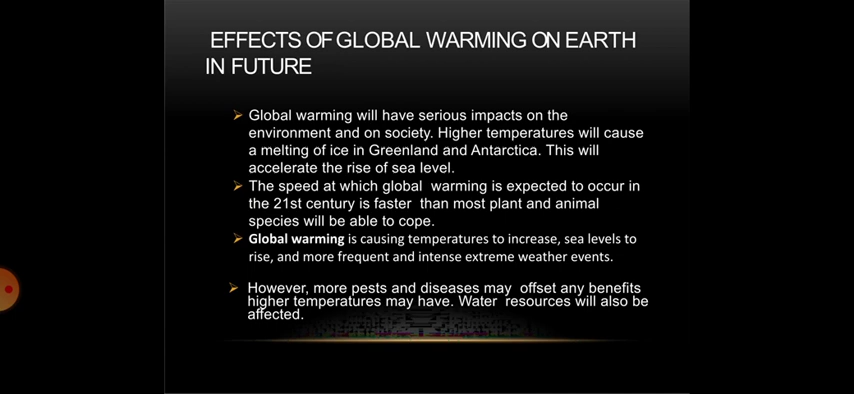 EFFECTS OF GLOBAL WARMING ON EARTH
IN FUTURE
Global warming will have serious impacts on the
environment and on society. Higher temperatures will cause
a melting of ice in Greenland and Antarctica. This will
accelerate the rise of sea level.
The speed at which global warming is expected to occur in
the 21st century is faster than most plant and animal
species will be able to cope.
Global warming is causing temperatures to increase, sea levels to
rise, and more frequent and intense extreme weather events.
However, more pests and diseases may offset any benefits
higher temperatures may have. Water resources will also be
affected.